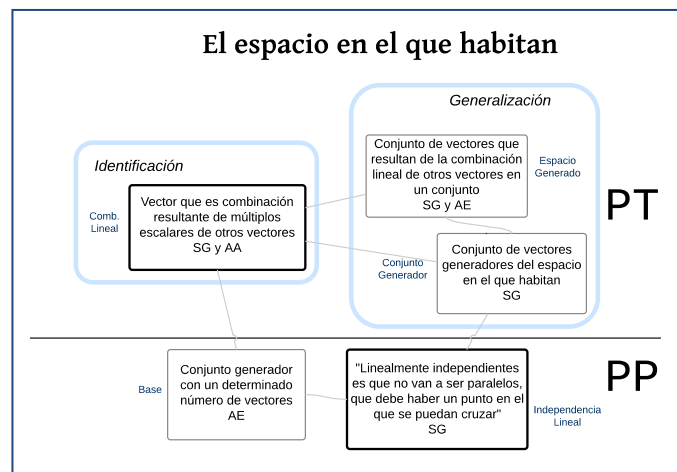 El espacio en el que habitan
Generalización
Identificación
Conjunto de vectores que
resultan de la combinación
lineal de otros vectores en
un conjunto
SG y AE
Espacio
Generado
PT
Comb.
Lineal
Vector que es combinación
resultante de múltiplos
escalares de otros vectores
SG y AA
Conjunto
Generador
Conjunto de vectores
generadores del espacio
en el que habitan
SG
PP
Base
Conjunto generador
con un determinado
número de vectores
AE
"Linealmente independientes
es que no van a ser paralelos,
que debe haber un punto en el
que se puedan cruzar"
SG
Independencia
Lineal